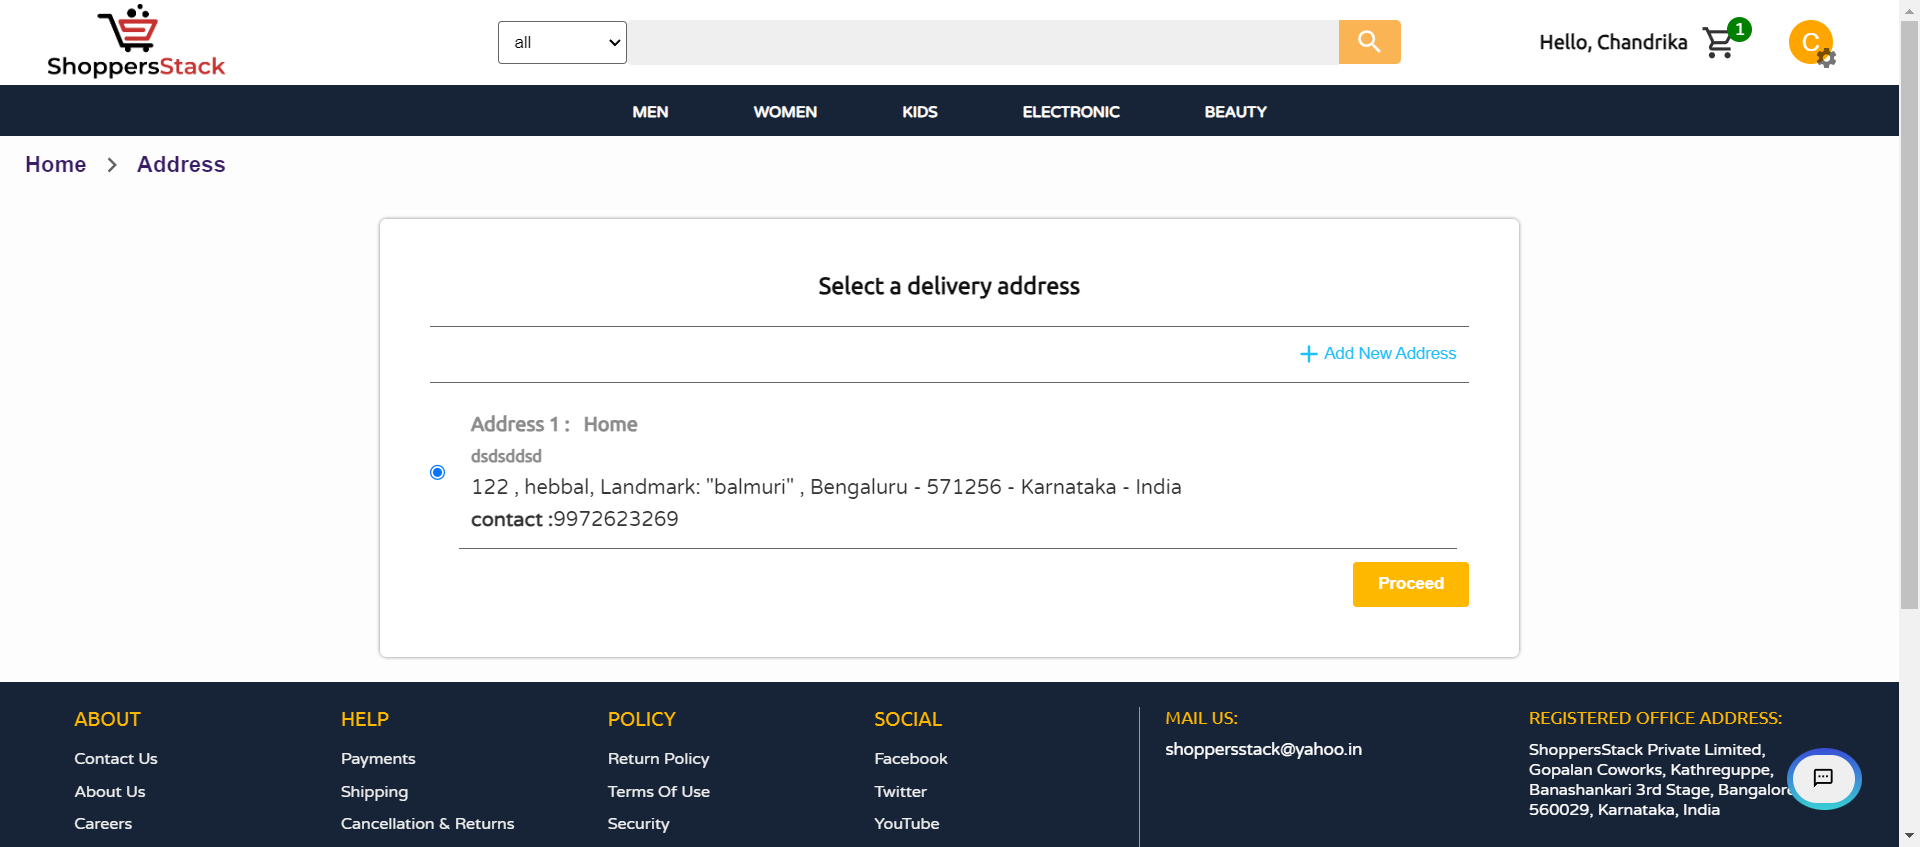 ShoppersStack
all
Hello, Chandrika
1
C
MEN WOMEN KIDS ELECTRONIC BEAUTY
Home > Address
Select a delivery address
+ Add New Address
Address 1 : Home
dsdsddsd
122 , hebbal, Landmark: "balmuri" , Bengaluru - 571256 - Karnataka - India
contact :9972623269
Proceed
ABOUT
Contact Us
About Us
Careers
HELP
Payments
Shipping
Cancellation & Returns
POLICY
Return Policy
Terms Of Use
Security
SOCIAL
Facebook
Twitter
YouTube
MAIL US:
shoppersstack@yahoo.in
REGISTERED OFFICE ADDRESS:
ShoppersStack Private Limited,
Gopalan Coworks, Kathreguppe,
Banashankari 3rd Stage, Bangalore
560029, Karnataka, India